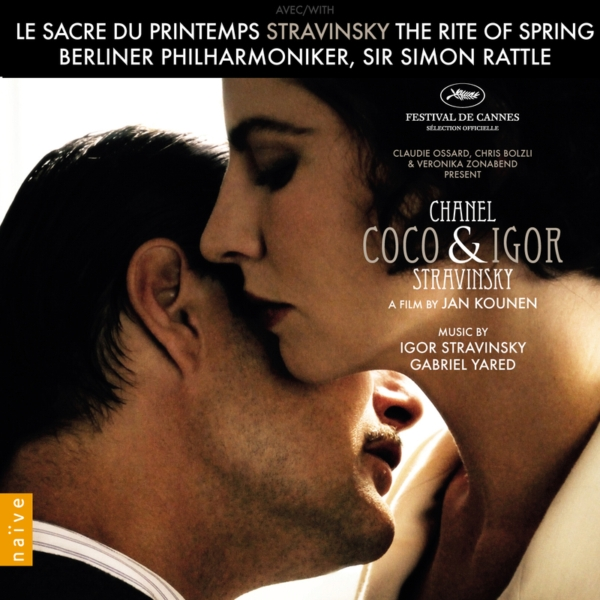 AVEC/WITH
LE SACRE DU PRINTEMPS STRAVINSKY THE RITE OF SPRING
BERLINER PHILHARMONIKER, SIR SIMON RATTLE
FESTIVAL DE CANNES
SÉLECTION OFFICIELLE
CLAUDIE OSSARD, CHRIS BOLZLI
& VERONIKA ZONABEND
PRESENT
CHANEL
COCO & IGOR
STRAVINSKY
A FILM BY JAN KOUNEN
MUSIC BY
IGOR STRAVINSKY
GABRIEL YARED
naïve